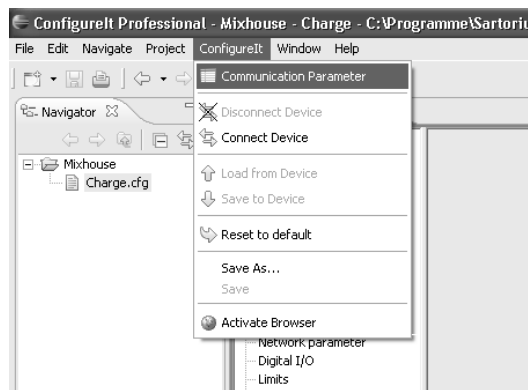 ConfigureIt Professional - Mixhouse - Charge - C:\Programme\Sartoriu
File Edit Navigate Project ConfigureIt Window Help
Communication Parameter
Navigator
Disconnect Device
Connect Device
Mixhouse
Charge.cfg
Load from Device
Save to Device
Reset to default
Save As...
Save
Activate Browser
Network parameter
Digital I/O
Limits